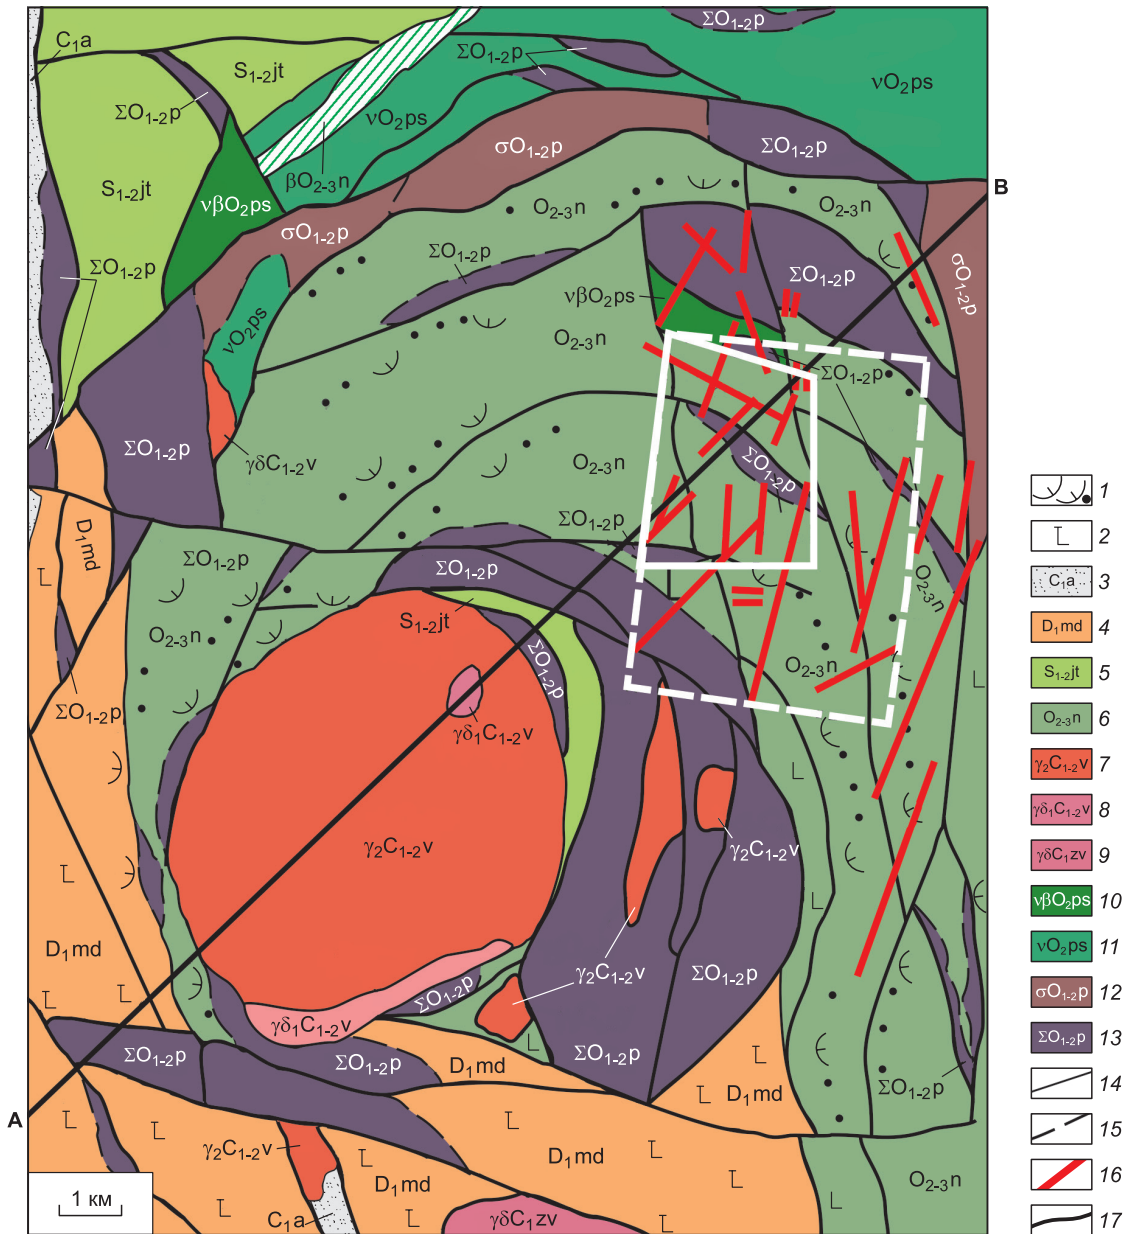 C₁a
S₁₋₂jt
ΣO₁₋₂p
ΣO₁₋₂p
νO₂ps
ΣO₁₋₂p
νO₂ps
σO₁₋₂p
ΣO₁₋₂p
βO₂₋₃n
S₁₋₂jt
νβO₂ps
B
O₂₋₃n
O₂₋₃n
σO₁₋₂p
ΣO₁₋₂p
ΣO₁₋₂p
ΣO₁₋₂p
σO₁₋₂p
νβO₂ps
νO₂ps
O₂₋₃n
O₂₋₃n
ΣO₁₋₂p
ΣO₁₋₂p
γδC₁₋₂v
O₂₋₃n
ΣO₁₋₂p
D₁md
ΣO₁₋₂p
ΣO₁₋₂p
ΣO₁₋₂p
O₂₋₃n
S₁₋₂jt
O₂₋₃n
ΣO₁₋₂p
O₂₋₃n
ΣO₁₋₂p
γδ₁C₁₋₂v
γ₂C₁₋₂v
γ₂C₁₋₂v
D₁md
γ₂C₁₋₂v
ΣO₁₋₂p
ΣO₁₋₂p
γδ₁C₁₋₂v
ΣO₁₋₂p
ΣO₁₋₂p
ΣO₁₋₂p
D₁md
D₁md
ΣO₁₋₂p
A
γ₂C₁₋₂v
D₁md
D₁md
O₂₋₃n
1 км
C₁a
γδC₁zv
1
2
C₁a 3
D₁md 4
S₁₋₂jt 5
O₂₋₃n 6
γ₂C₁₋₂v 7
γδ₁C₁₋₂v 8
γδC₁zv 9
νβO₂ps 10
νO₂ps 11
σO₁₋₂p 12
ΣO₁₋₂p 13
14
15
16
17